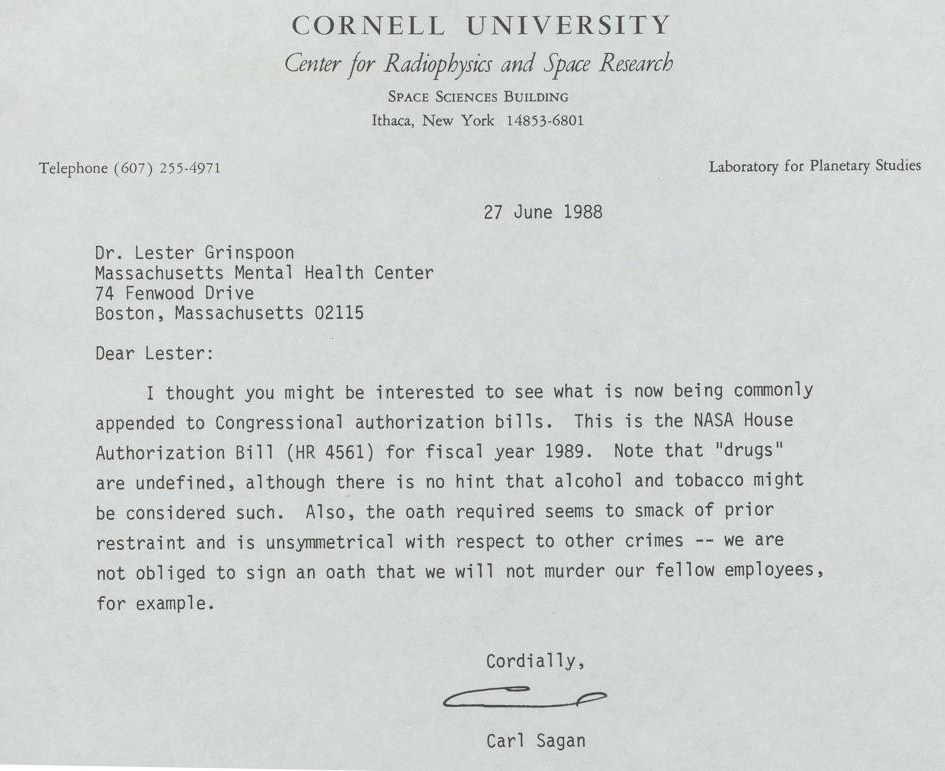 CORNELL UNIVERSITY
Center for Radiophysics and Space Research
SPACE SCIENCES BUILDING
Ithaca, New York 14853-6801
Telephone (607) 255-4971
Laboratory for Planetary Studies
27 June 1988
Dr. Lester Grinspoon
Massachusetts Mental Health Center
74 Fenwood Drive
Boston, Massachusetts 02115
Dear Lester:
I thought you might be interested to see what is now being commonly
appended to Congressional authorization bills. This is the NASA House
Authorization Bill (HR 4561) for fiscal year 1989. Note that "drugs"
are undefined, although there is no hint that alcohol and tobacco might
be considered such. Also, the oath required seems to smack of prior
restraint and is unsymmetrical with respect to other crimes -- we are
not obliged to sign an oath that we will not murder our fellow employees,
for example.
Cordially,
Carl Sagan